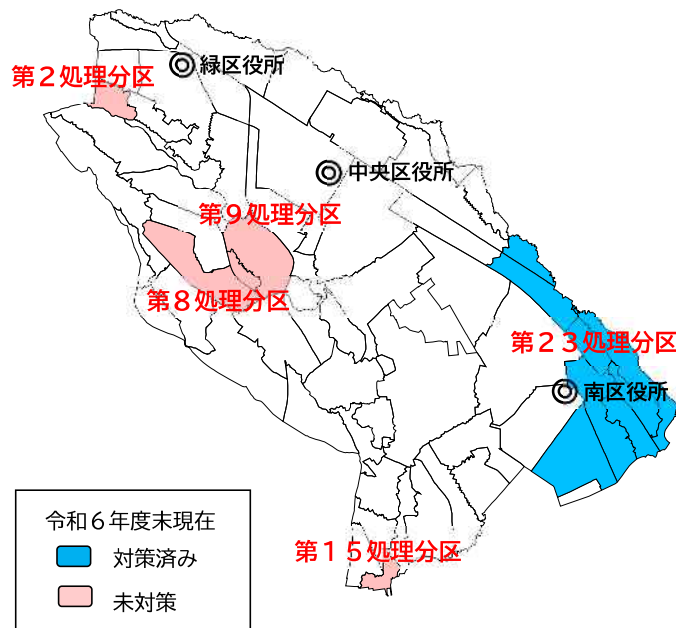 緑区役所
第２処理分区
中央区役所
第９処理分区
第８処理分区
第２３処理分区
南区役所
第１５処理分区
令和６年度末現在
対策済み
未対策